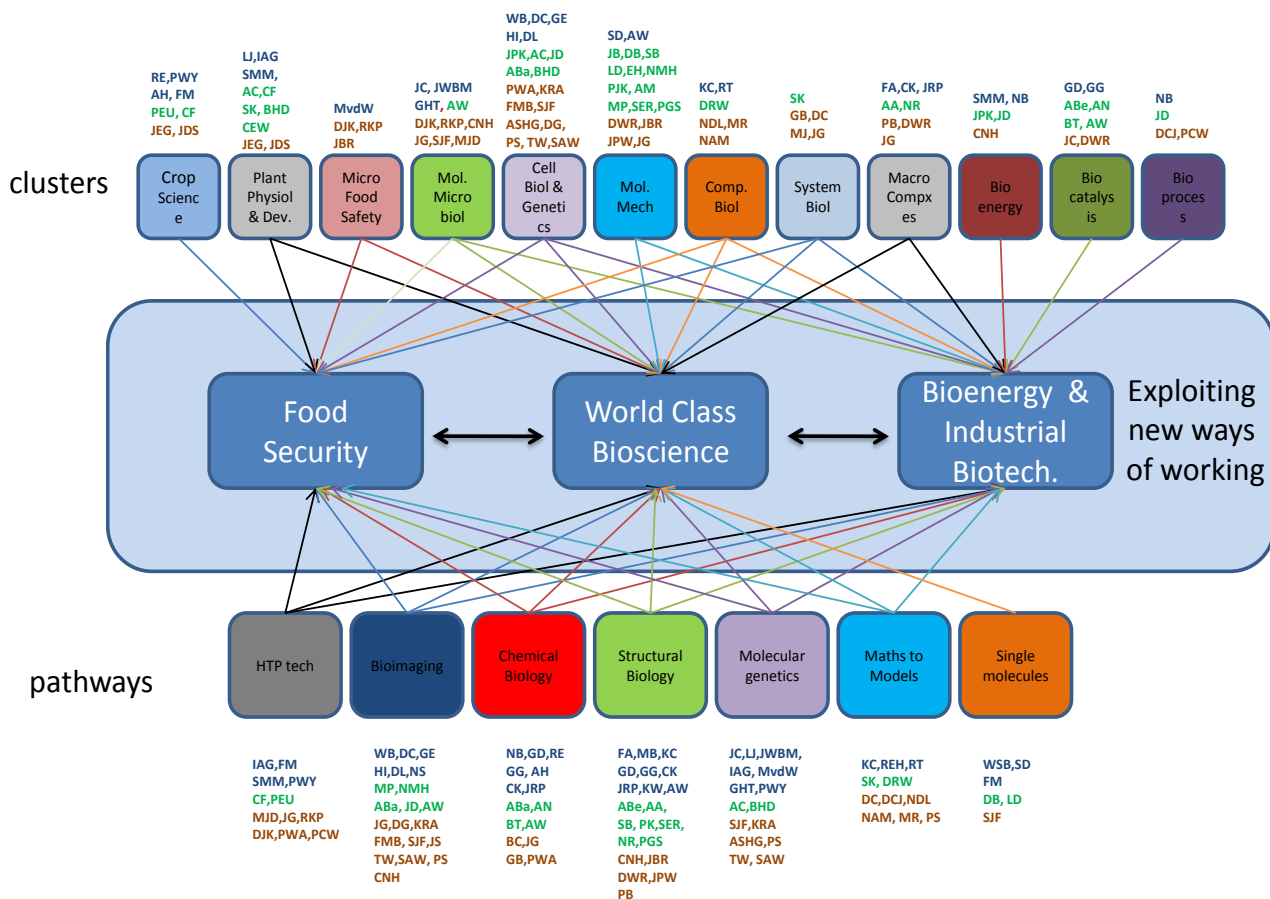 RE,PWY
AH, FM
PEU, CF
JEG, JDS
LJ,IAG
SMM,
AC,CF
SK, BHD
CEW
JEG, JDS
MvdW
DJK,RKP
JBR
JC, JWBM
GHT, AW
DJK,RKP,CNH
JG,SJF,MJD
WB,DC,GE
HI,DL
JPK,AC,JD
ABa,BHD
PWA,KRA
FMB,SJF
ASHG,DG,
PS, TW,SAW
SD,AW
JB,DB,SB
LD,EH,NMH
PJK, AM
MP,SER,PGS
DWR,JBR
JPW,JG
KC,RT
DRW
NDL,MR
NAM
SK
GB,DC
MJ,JG
FA,CK, JRP
AA,NR
PB,DWR
JG
SMM, NB
JPK,JD
CNH
GD,GG
ABe,AN
BT, AW
JC,DWR
NB
JD
DCJ,PCW
clusters
Crop
Scienc
e
Plant
Physiol
& Dev.
Micro
Food
Safety
Mol.
Micro
biol
Cell
Biol &
Geneti
cs
Mol.
Mech
Comp.
Biol
System
Biol
Macro
Compx
es
Bio
energy
Bio
catalys
is
Bio
proces
s
Food
Security
World Class
Bioscience
Bioenergy &
Industrial
Biotech.
Exploiting
new ways
of working
pathways
HTP tech
Bioimaging
Chemical
Biology
Structural
Biology
Molecular
genetics
Maths to
Models
Single
molecules
IAG,FM
SMM,PWY
CF,PEU
MJD,JG,RKP
DJK,PWA,PCW
WB,DC,GE
HI,DL,NS
MP,NMH
ABa, JD,AW
JG,DG,KRA
FMB, SJF,JS
TW,SAW, PS
CNH
NB,GD,RE
GG, AH
CK,JRP
ABa,AN
BT,AW
BC,JG
GB,PWA
FA,MB,KC
GD,GG,CK
JRP,KW,AW
ABe,AA,
SB, PK,SER,
NR,PGS
CNH,JBR
DWR,JPW
PB
JC,LJ,JWBM,
IAG, MvdW
GHT,PWY
AC,BHD
SJF,KRA
ASHG,PS
TW, SAW
KC,REH,RT
SK, DRW
DC,DCJ,NDL
NAM, MR, PS
WSB,SD
FM
DB, LD
SJF